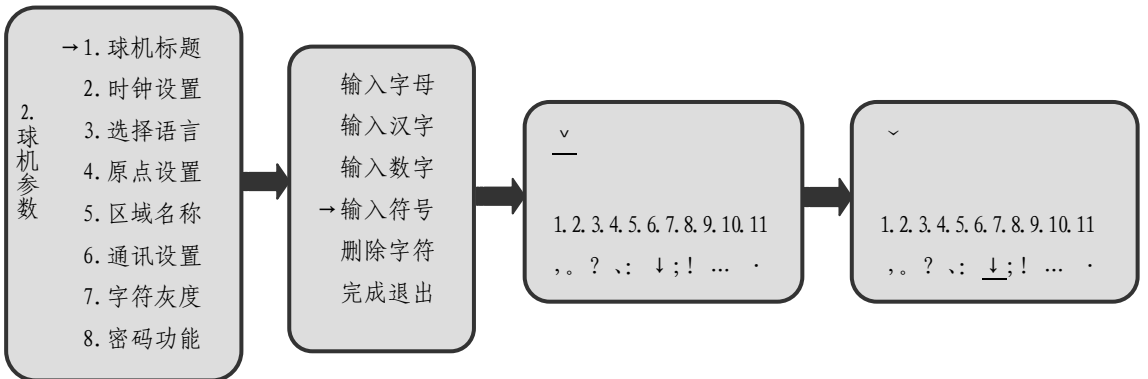 2.球机参数
→1.球机标题
2.时钟设置
3.选择语言
4.原点设置
5.区域名称
6.通讯设置
7.字符灰度
8.密码功能
输入字母
输入汉字
输入数字
→输入符号
删除字符
完成退出
ˇ
1.2.3.4.5.6.7.8.9.10.11
,。?、: ↓;! … ·
ˇ
1.2.3.4.5.6.7.8.9.10.11
,。?、: ↓;! … ·